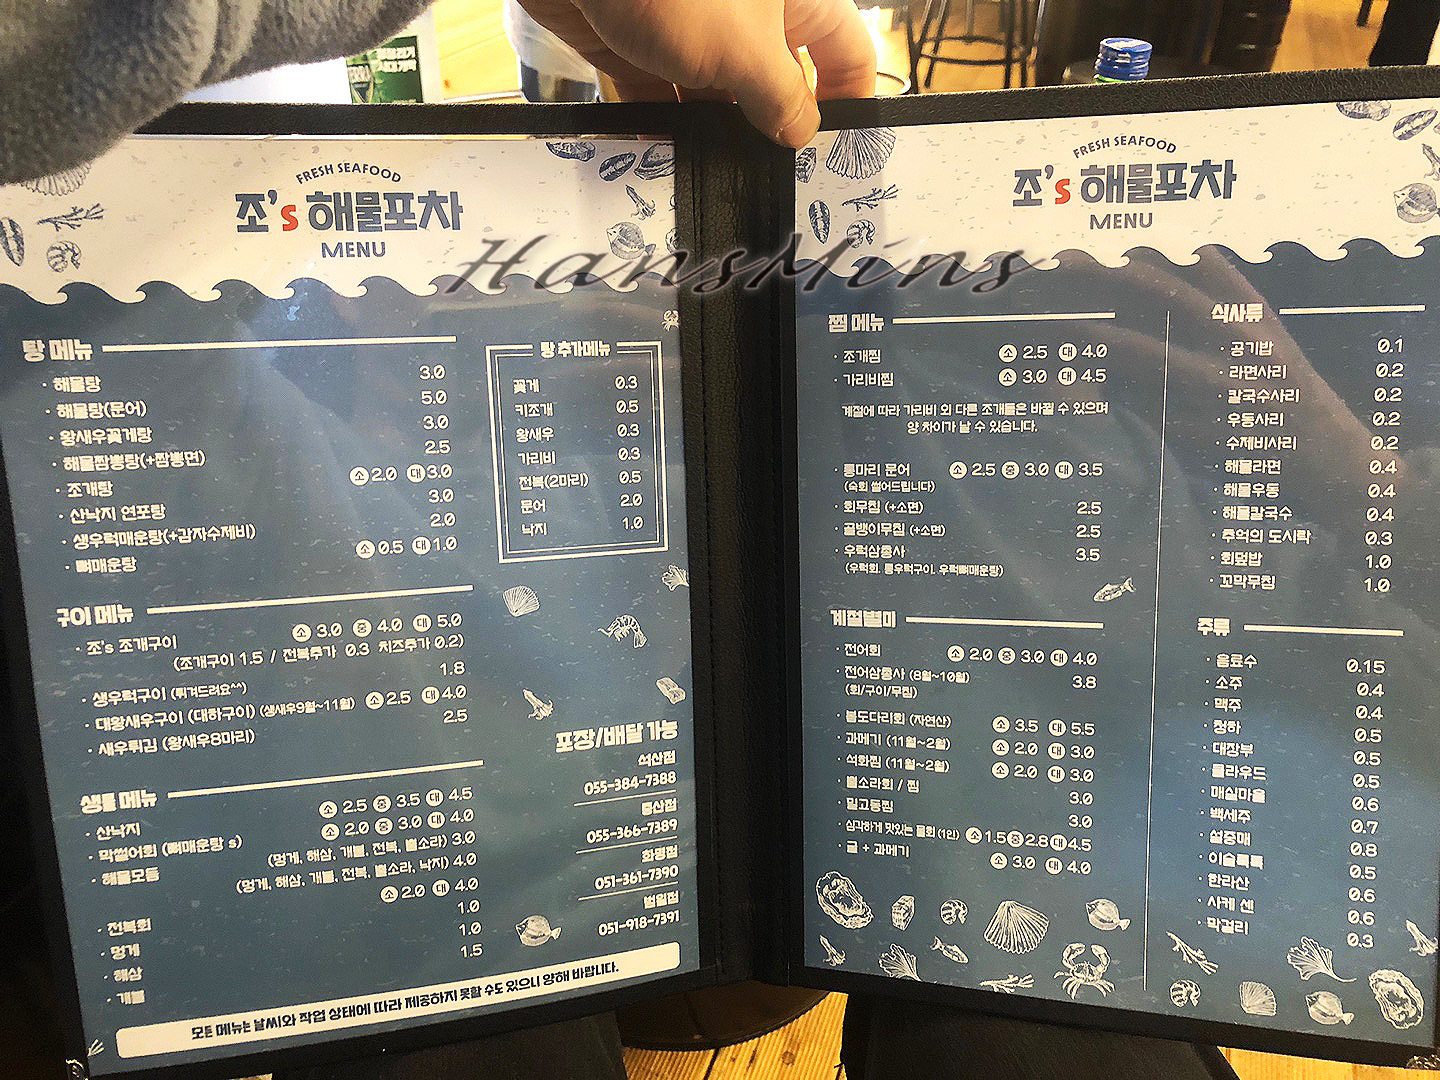 FRESH SEAFOOD
조's 해물포차
MENU
탕 메뉴
· 해물탕 3.0
· 해물탕(문어) 5.0
· 왕새우꽃게탕 3.0
· 해물짬뽕탕(+짬뽕면) 2.5
· 조개탕 소 2.0 대 3.0
· 산낙지 연포탕 3.0
· 생우럭매운탕(+감자수제비) 2.0
· 뼈매운탕 소 0.5 대 1.0
탕 추가메뉴
꽃게 0.3
키조개 0.5
왕새우 0.3
가리비 0.3
전복(2마리) 0.5
문어 2.0
낙지 1.0
구이 메뉴
· 조's 조개구이 소 3.0 중 4.0 대 5.0
(조개구이 1.5 / 전복추가 0.3 치즈추가 0.2)
· 생우럭구이 (튀겨드려요^^) 1.8
· 대왕새우구이 (대하구이) (생새우9월~11월) 소 2.5 대 4.0
· 새우튀김 (왕새우8마리) 2.5
생물 메뉴
· 산낙지 소 2.5 중 3.5 대 4.5
· 막썰어회 (뼈매운탕 s) 소 2.0 중 3.0 대 4.0
· 해물모듬 (멍게, 해삼, 개불, 전복, 뿔소라) 3.0
(멍게, 해삼, 개불, 전복, 뿔소라, 낙지) 4.0
· 전복회 소 2.0 대 4.0
· 멍게 1.0
· 해삼 1.0
· 개불 1.5
포장/배달 가능
석산점
055-384-7388
중산점
055-366-7389
화명점
051-361-7390
범일점
051-918-7391
모든 메뉴는 날씨와 작업 상태에 따라 제공하지 못할 수도 있으니 양해 바랍니다.
HansMins
FRESH SEAFOOD
조's 해물포차
MENU
찜 메뉴
· 조개찜 소 2.5 대 4.0
· 가리비찜 소 3.0 대 4.5
계절에 따라 가리비 외 다른 조개들은 바뀔 수 있으며
양 차이가 날 수 있습니다.
· 통마리 문어 소 2.5 중 3.0 대 3.5
(숙회 썰어드립니다)
· 회무침 (+소면) 2.5
· 골뱅이무침 (+소면) 2.5
· 우럭삼종사 3.5
(우럭회, 통우럭구이, 우럭뼈매운탕)
계절별미
· 전어회 소 2.0 중 3.0 대 4.0
· 전어삼종사 (8월~10월) 3.8
(회/구이/무침)
· 봄도다리회 (자연산) 소 3.5 대 5.5
· 과메기 (11월~2월) 소 2.0 대 3.0
· 석화찜 (11월~2월) 소 2.0 대 3.0
· 뿔소라회 / 찜 3.0
· 밀고동찜 3.0
· 심각하게 맛있는 물회 (1인) 소 1.5 중 2.8 대 4.5
· 굴 + 과메기 소 3.0 대 4.0
식사류
· 공기밥 0.1
· 라면사리 0.2
· 칼국수사리 0.2
· 우동사리 0.2
· 수제비사리 0.2
· 해물라면 0.4
· 해물우동 0.4
· 해물칼국수 0.4
· 추억의 도시락 0.3
· 회덮밥 1.0
· 꼬막무침 1.0
주류
· 음료수 0.15
· 소주 0.4
· 맥주 0.4
· 청하 0.5
· 대장부 0.5
· 클라우드 0.5
· 매실마을 0.6
· 백세주 0.7
· 설중매 0.8
· 이슬톡톡 0.5
· 한라산 0.6
· 사케 센 0.6
· 막걸리 0.3